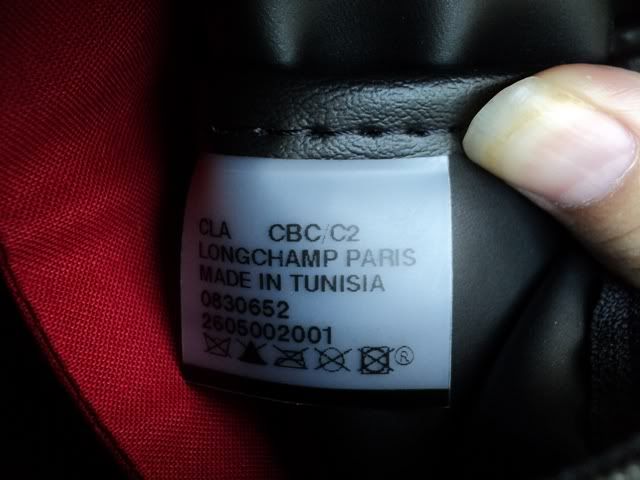 CLA CBC/C2
LONGCHAMP PARIS
MADE IN TUNISIA
0830652
2605002001
®